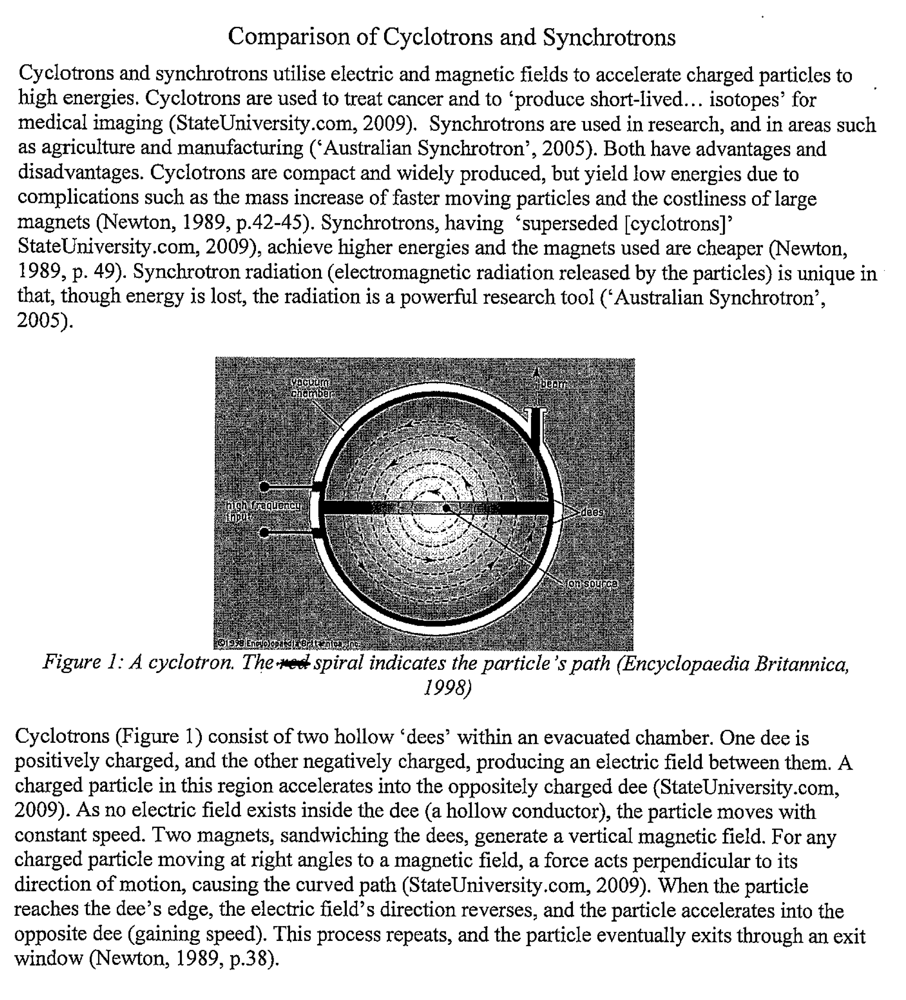 Comparison of Cyclotrons and Synchrotrons
Cyclotrons and synchrotrons utilise electric and magnetic fields to accelerate charged particles to
high energies. Cyclotrons are used to treat cancer and to ‘produce short-lived… isotopes’ for
medical imaging (StateUniversity.com, 2009).  Synchrotrons are used in research, and in areas such
as agriculture and manufacturing (‘Australian Synchrotron’, 2005). Both have advantages and
disadvantages. Cyclotrons are compact and widely produced, but yield low energies due to
complications such as the mass increase of faster moving particles and the costliness of large
magnets (Newton, 1989, p.42-45). Synchrotrons, having  ‘superseded [cyclotrons]’
StateUniversity.com, 2009), achieve higher energies and the magnets used are cheaper (Newton,
1989, p. 49). Synchrotron radiation (electromagnetic radiation released by the particles) is unique in
that, though energy is lost, the radiation is a powerful research tool (‘Australian Synchrotron’,
2005).
vacuum
chamber
beam
high frequency
input
dees
ion source
©1998 Encyclopaedia Britannica, Inc.
Figure 1: A cyclotron. The red spiral indicates the particle's path (Encyclopaedia Britannica,
1998)
Cyclotrons (Figure 1) consist of two hollow ‘dees’ within an evacuated chamber. One dee is
positively charged, and the other negatively charged, producing an electric field between them. A
charged particle in this region accelerates into the oppositely charged dee (StateUniversity.com,
2009). As no electric field exists inside the dee (a hollow conductor), the particle moves with
constant speed. Two magnets, sandwiching the dees, generate a vertical magnetic field. For any
charged particle moving at right angles to a magnetic field, a force acts perpendicular to its
direction of motion, causing the curved path (StateUniversity.com, 2009). When the particle
reaches the dee’s edge, the electric field’s direction reverses, and the particle accelerates into the
opposite dee (gaining speed). This process repeats, and the particle eventually exits through an exit
window (Newton, 1989, p.38).